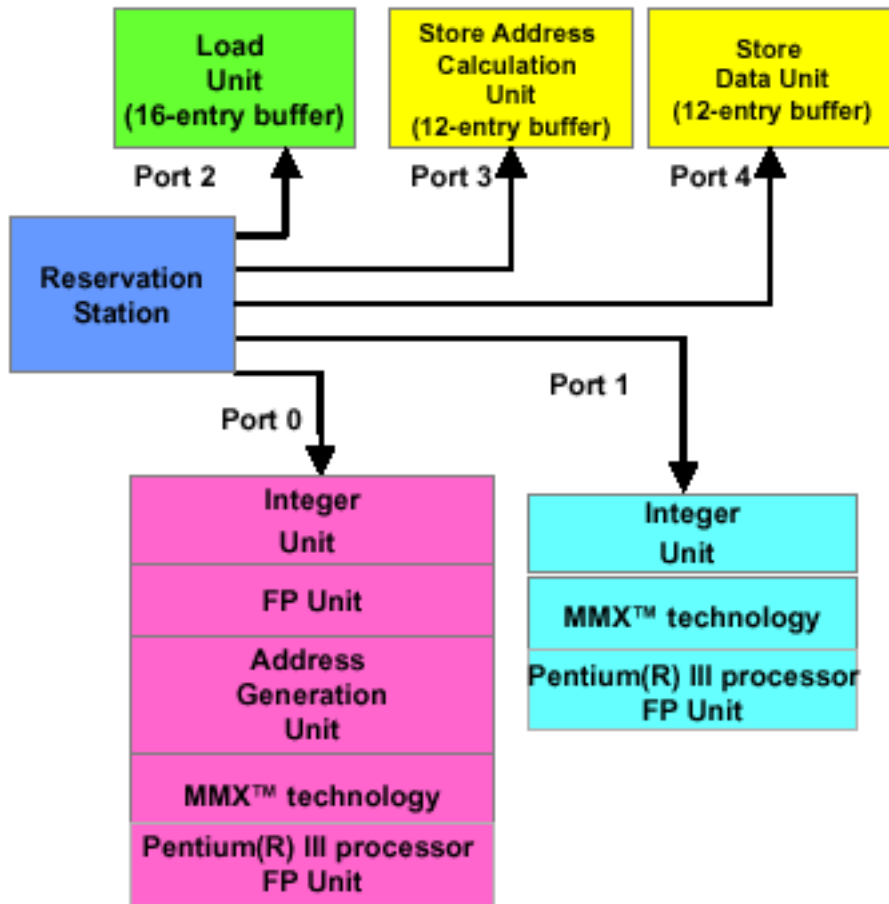 Load
Unit
(16-entry buffer)
Store Address
Calculation
Unit
(12-entry buffer)
Store
Data Unit
(12-entry buffer)
Port 2
Port 3
Port 4
Reservation
Station
Port 1
Port 0
Integer
Unit
FP Unit
Address
Generation
Unit
MMX™ technology
Pentium(R) III processor
FP Unit
Integer
Unit
MMX™ technology
Pentium(R) III processor
FP Unit